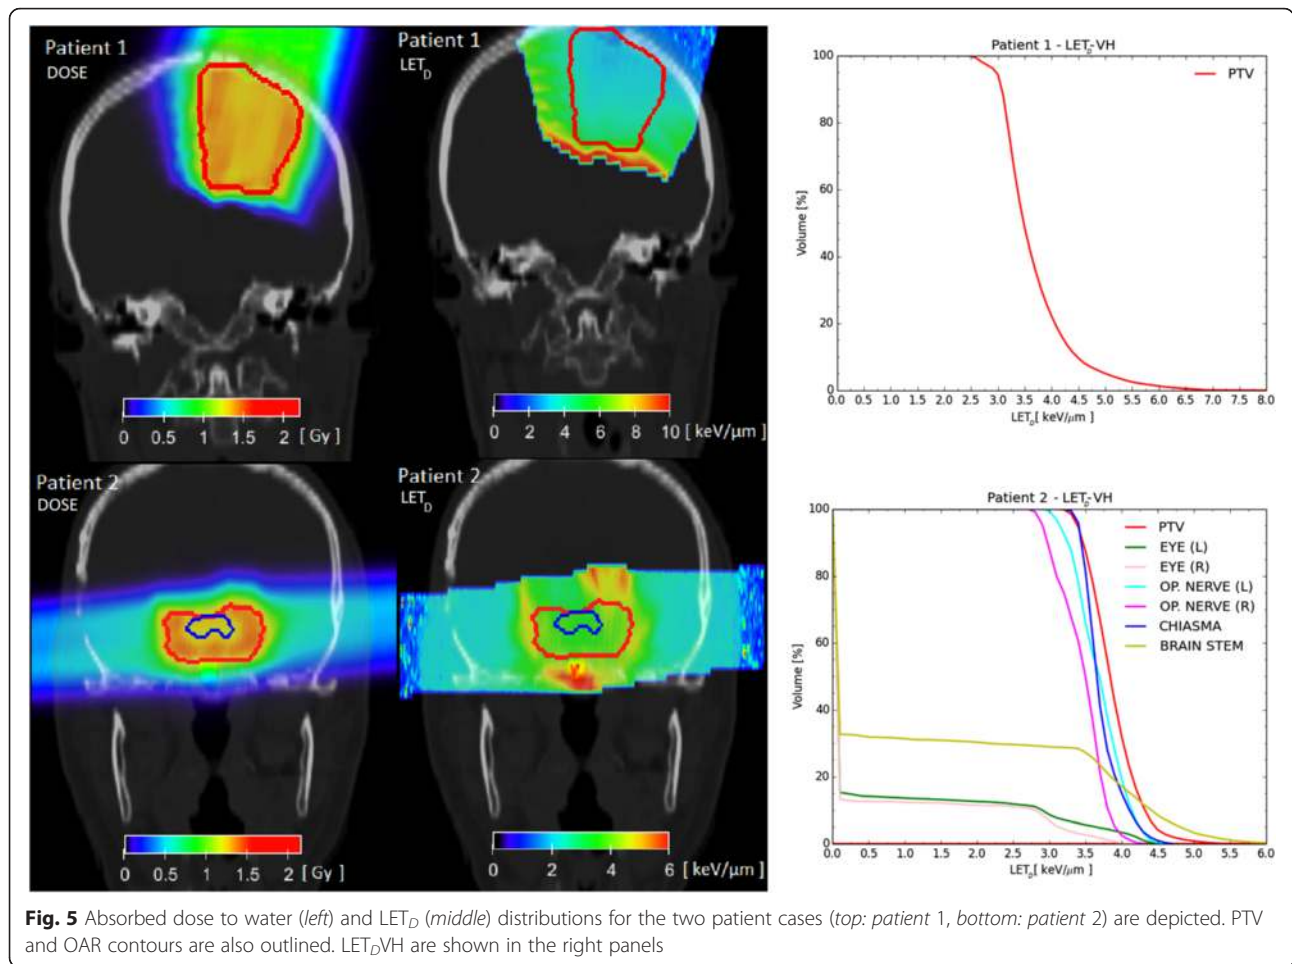 Patient 1
DOSE
0 0.5 1 1.5 2 [ Gy]
Patient 1
LET_D
0 2 4 6 8 10 [ keV/μm]
Patient 1 - LET_D-VH
PTV
Volume [%]
100
80
60
40
20
0
0.0 0.5 1.0 1.5 2.0 2.5 3.0 3.5 4.0 4.5 5.0 5.5 6.0 6.5 7.0 7.5 8.0
LET_D[ keV/μm ]
Patient 2
DOSE
0 0.5 1 1.5 2 [ Gy]
Patient 2
LET_D
0 2 4 6
[ keV/μm]
Patient 2 - LET_D-VH
PTV
EYE (L)
EYE (R)
OP. NERVE (L)
OP. NERVE (R)
CHIASMA
BRAIN STEM
Volume [%]
100
80
60
40
20
0
0.0 0.5 1.0 1.5 2.0 2.5 3.0 3.5 4.0 4.5 5.0 5.5 6.0
LET_D[ keV/μm ]
Fig. 5 Absorbed dose to water (left) and LET_D (middle) distributions for the two patient cases (top: patient 1, bottom: patient 2) are depicted. PTV
and OAR contours are also outlined. LET_DVH are shown in the right panels